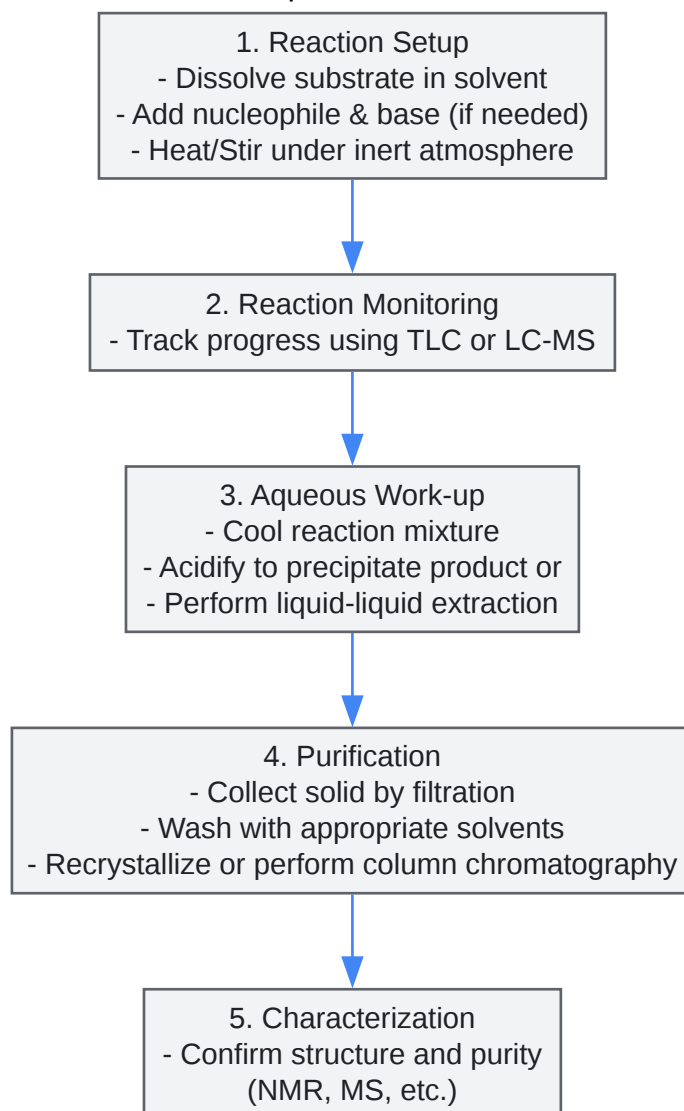 1. Reaction Setup
- Dissolve substrate in solvent
- Add nucleophile & base (if needed)
- Heat/Stir under inert atmosphere
2. Reaction Monitoring
- Track progress using TLC or LC-MS
3. Aqueous Work-up
- Cool reaction mixture
- Acidify to precipitate product or
- Perform liquid-liquid extraction
4. Purification
- Collect solid by filtration
- Wash with appropriate solvents
- Recrystallize or perform column chromatography
5. Characterization
- Confirm structure and purity
(NMR, MS, etc.)